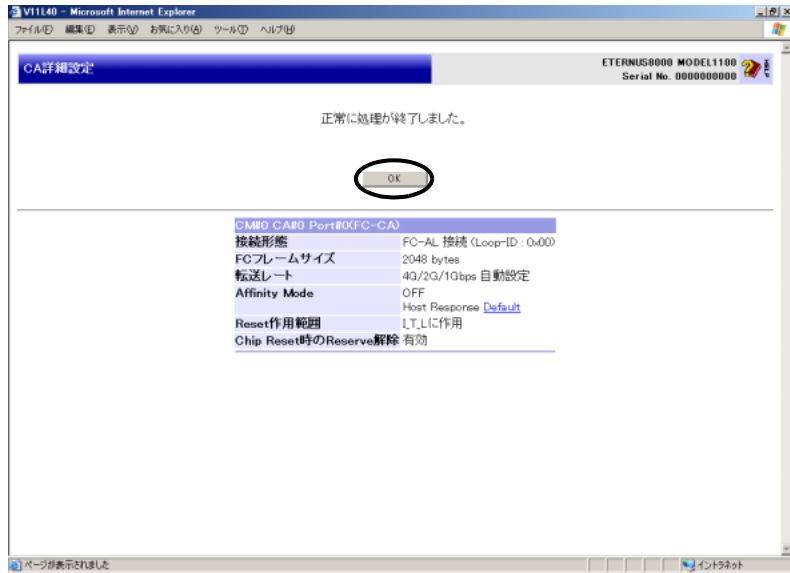 V11L40 - Microsoft Internet Explorer
ファイル(F) 編集(E) 表示(V) お気に入り(A) ツール(T) ヘルプ(H)
CA詳細設定
ETERNUS8000 MODEL1100
Serial No. 0000000000
HELP
正常に処理が終了しました。
OK
CM#0 CA#0 Port#0(FC-CA)
接続形態 FC-AL 接続 (Loop-ID : 0x00)
FCフレームサイズ 2048 bytes
転送レート 4G/2G/1Gbps 自動設定
Affinity Mode OFF
Host Response Default
Reset作用範囲 I_T_Lに作用
Chip Reset時のReserve解除 有効
ページが表示されました イントラネット